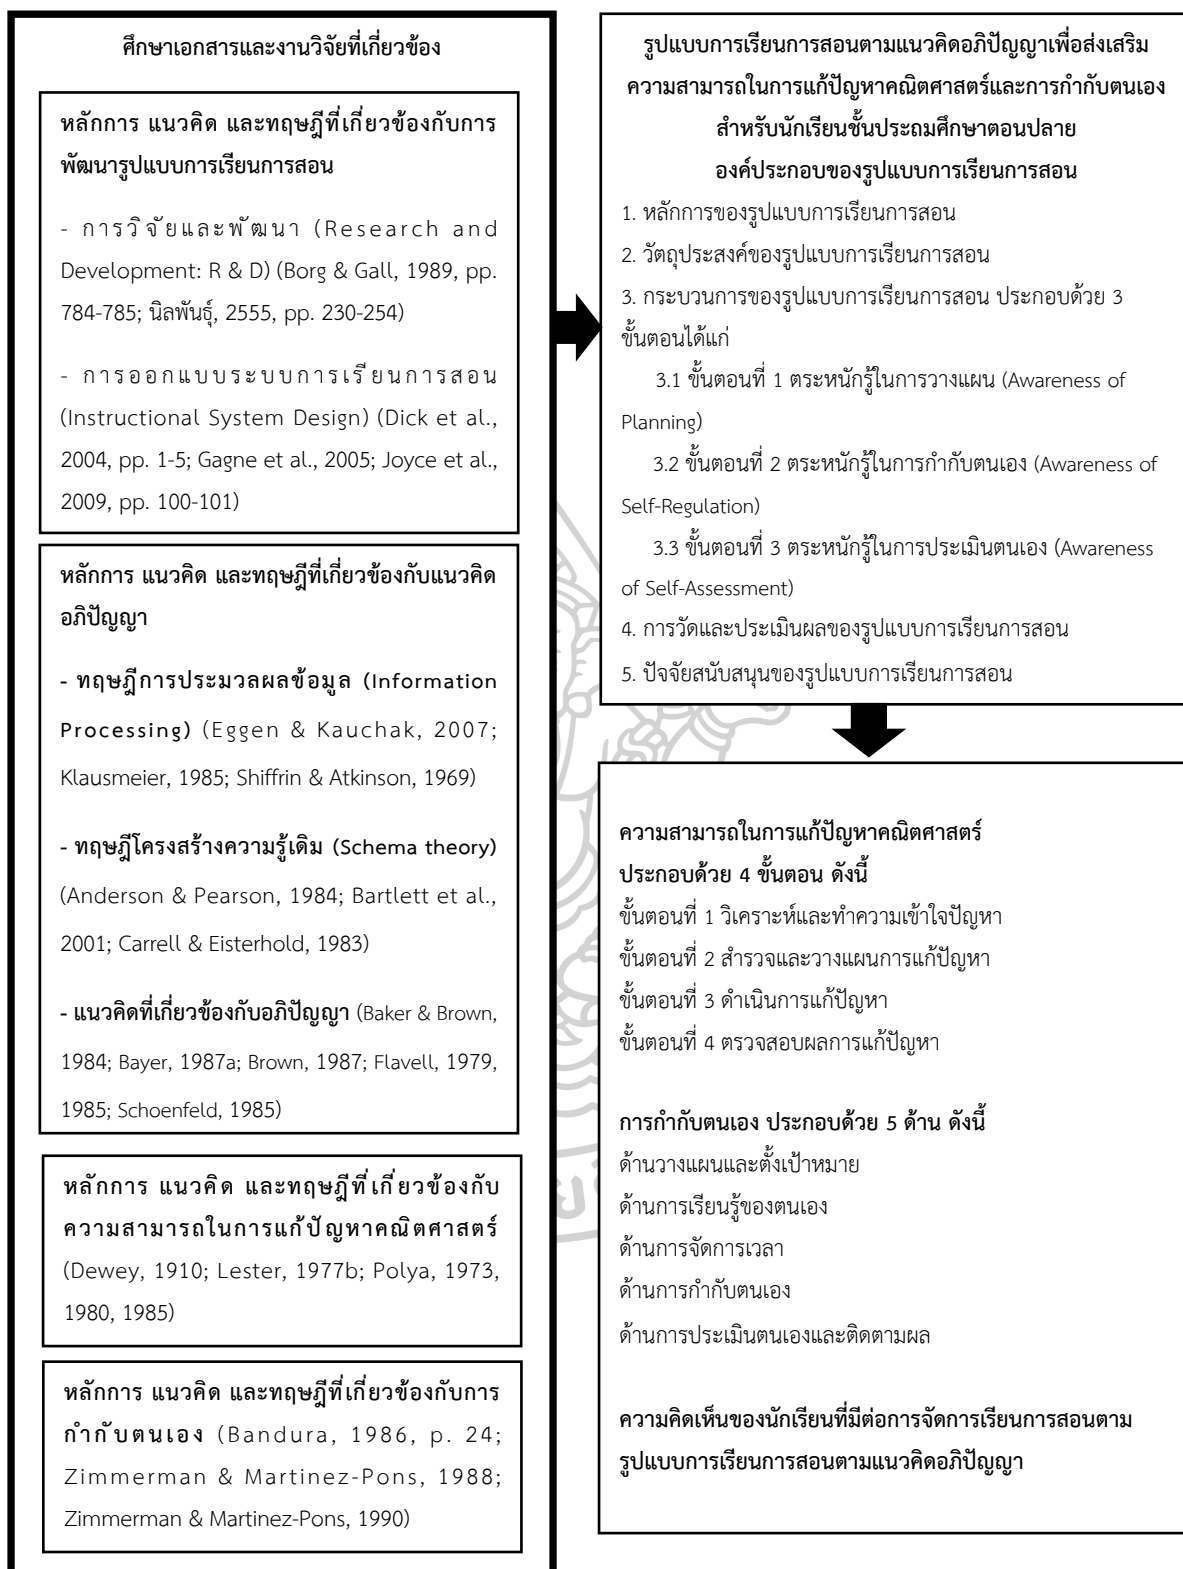 ศึกษาเอกสารและงานวิจัยที่เกี่ยวข้อง
หลักการ แนวคิด และทฤษฎีที่เกี่ยวข้องกับการ
พัฒนารูปแบบการเรียนการสอน
- การวิจัยและพัฒนา (Research and
Development: R & D) (Borg & Gall, 1989, pp.
784-785; นิลพันธุ์, 2555, pp. 230-254)
- การออกแบบระบบการเรียนการสอน
(Instructional System Design) (Dick et al.,
2004, pp. 1-5; Gagne et al., 2005; Joyce et al.,
2009, pp. 100-101)
หลักการ แนวคิด และทฤษฎีที่เกี่ยวข้องกับแนวคิด
อภิปัญญา
- ทฤษฎีการประมวลผลข้อมูล (Information
Processing) (Eggen & Kauchak, 2007;
Klausmeier, 1985; Shiffrin & Atkinson, 1969)
- ทฤษฎีโครงสร้างความรู้เดิม (Schema theory)
(Anderson & Pearson, 1984; Bartlett et al.,
2001; Carrell & Eisterhold, 1983)
- แนวคิดที่เกี่ยวข้องกับอภิปัญญา (Baker & Brown,
1984; Bayer, 1987a; Brown, 1987; Flavell, 1979,
1985; Schoenfeld, 1985)
หลักการ แนวคิด และทฤษฎีที่เกี่ยวข้องกับ
ความสามารถในการแก้ปัญหาคณิตศาสตร์
(Dewey, 1910; Lester, 1977b; Polya, 1973,
1980, 1985)
หลักการ แนวคิด และทฤษฎีที่เกี่ยวข้องกับการ
กำกับตนเอง (Bandura, 1986, p. 24;
Zimmerman & Martinez-Pons, 1988;
Zimmerman & Martinez-Pons, 1990)
รูปแบบการเรียนการสอนตามแนวคิดอภิปัญญาเพื่อส่งเสริม
ความสามารถในการแก้ปัญหาคณิตศาสตร์และการกำกับตนเอง
สำหรับนักเรียนชั้นประถมศึกษาตอนปลาย
องค์ประกอบของรูปแบบการเรียนการสอน
1. หลักการของรูปแบบการเรียนการสอน
2. วัตถุประสงค์ของรูปแบบการเรียนการสอน
3. กระบวนการของรูปแบบการเรียนการสอน ประกอบด้วย 3
ขั้นตอนได้แก่
3.1 ขั้นตอนที่ 1 ตระหนักรู้ในการวางแผน (Awareness of
Planning)
3.2 ขั้นตอนที่ 2 ตระหนักรู้ในการกำกับตนเอง (Awareness of
Self-Regulation)
3.3 ขั้นตอนที่ 3 ตระหนักรู้ในการประเมินตนเอง (Awareness
of Self-Assessment)
4. การวัดและประเมินผลของรูปแบบการเรียนการสอน
5. ปัจจัยสนับสนุนของรูปแบบการเรียนการสอน
ความสามารถในการแก้ปัญหาคณิตศาสตร์
ประกอบด้วย 4 ขั้นตอน ดังนี้
ขั้นตอนที่ 1 วิเคราะห์และทำความเข้าใจปัญหา
ขั้นตอนที่ 2 สำรวจและวางแผนการแก้ปัญหา
ขั้นตอนที่ 3 ดำเนินการแก้ปัญหา
ขั้นตอนที่ 4 ตรวจสอบผลการแก้ปัญหา
การกำกับตนเอง ประกอบด้วย 5 ด้าน ดังนี้
ด้านวางแผนและตั้งเป้าหมาย
ด้านการเรียนรู้ของตนเอง
ด้านการจัดการเวลา
ด้านการกำกับตนเอง
ด้านการประเมินตนเองและติดตามผล
ความคิดเห็นของนักเรียนที่มีต่อการจัดการเรียนการสอนตาม
รูปแบบการเรียนการสอนตามแนวคิดอภิปัญญา